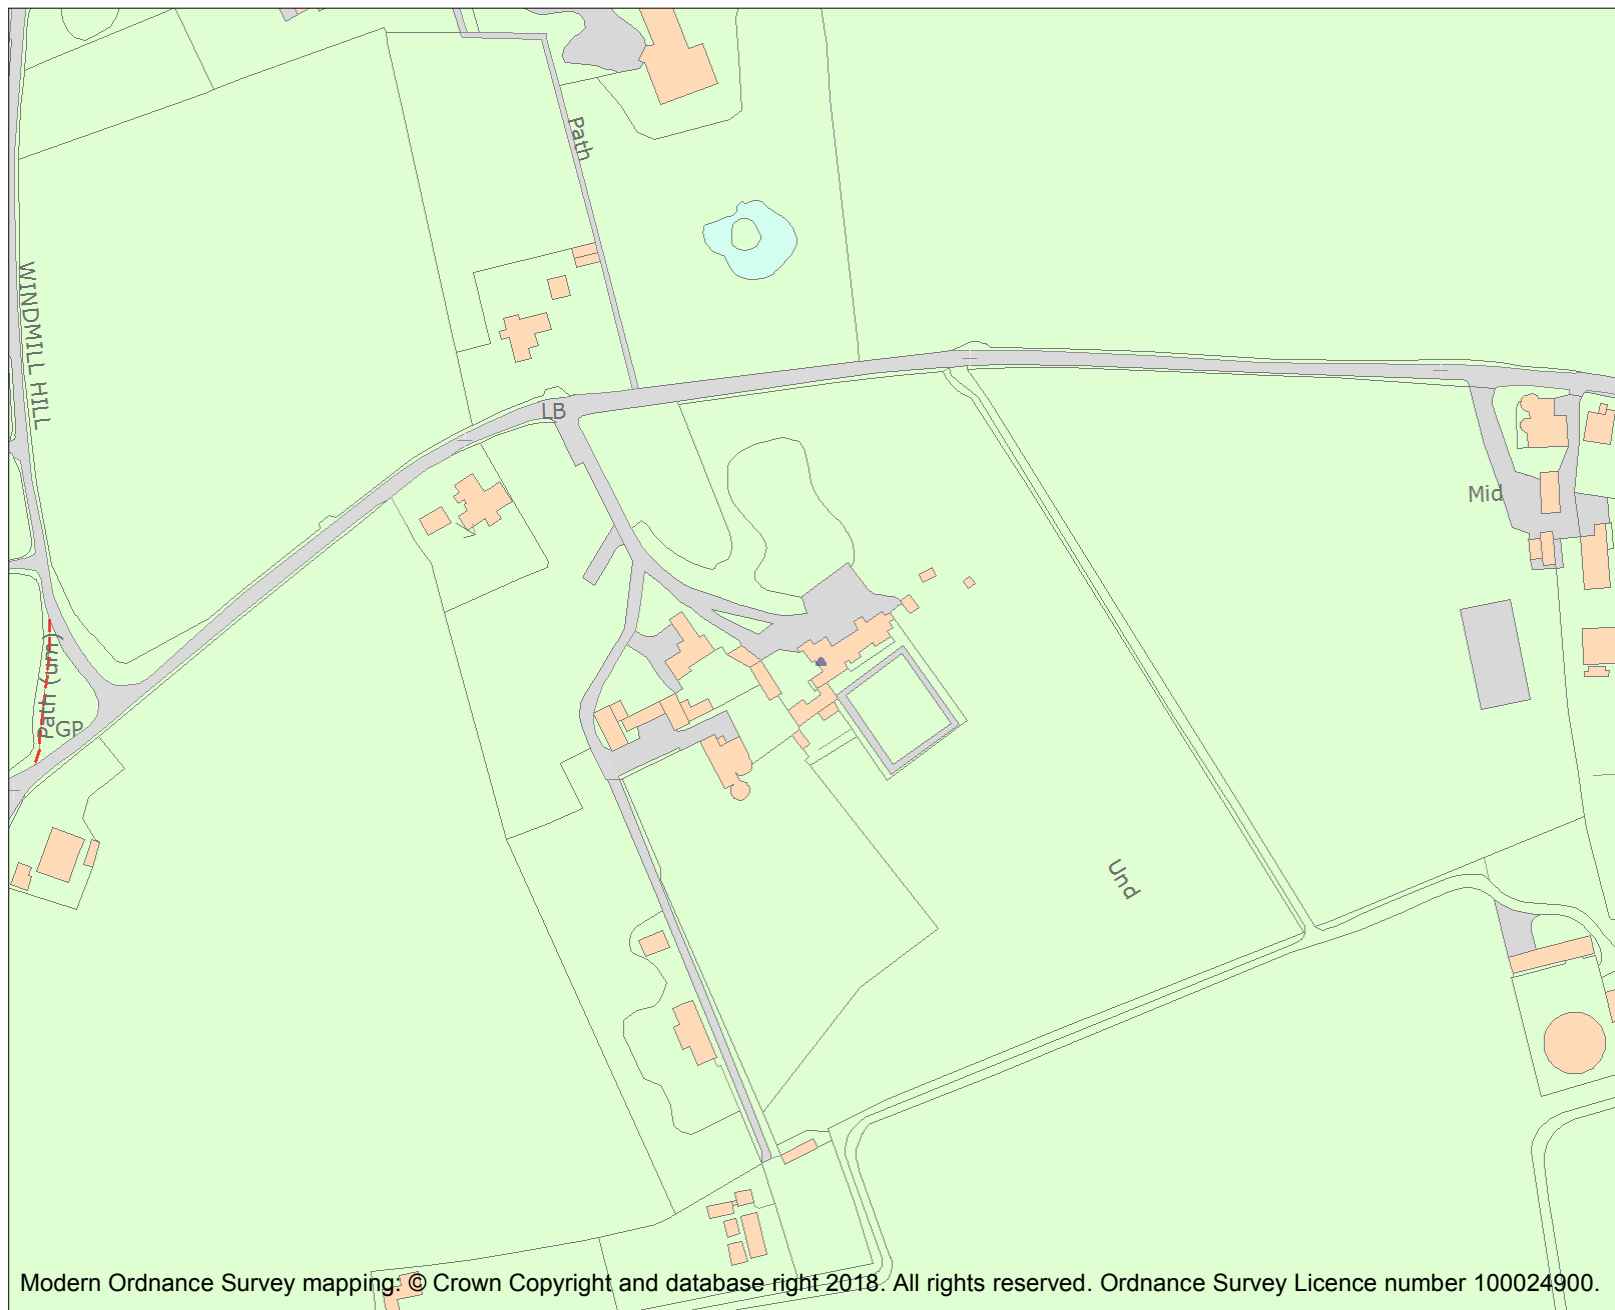 Path
WINDMILL HILL
LB
Mid
Path (um)
GP
Und
Modern Ordnance Survey mapping: © Crown Copyright and database right 2018. All rights reserved. Ordnance Survey Licence number 100024900.